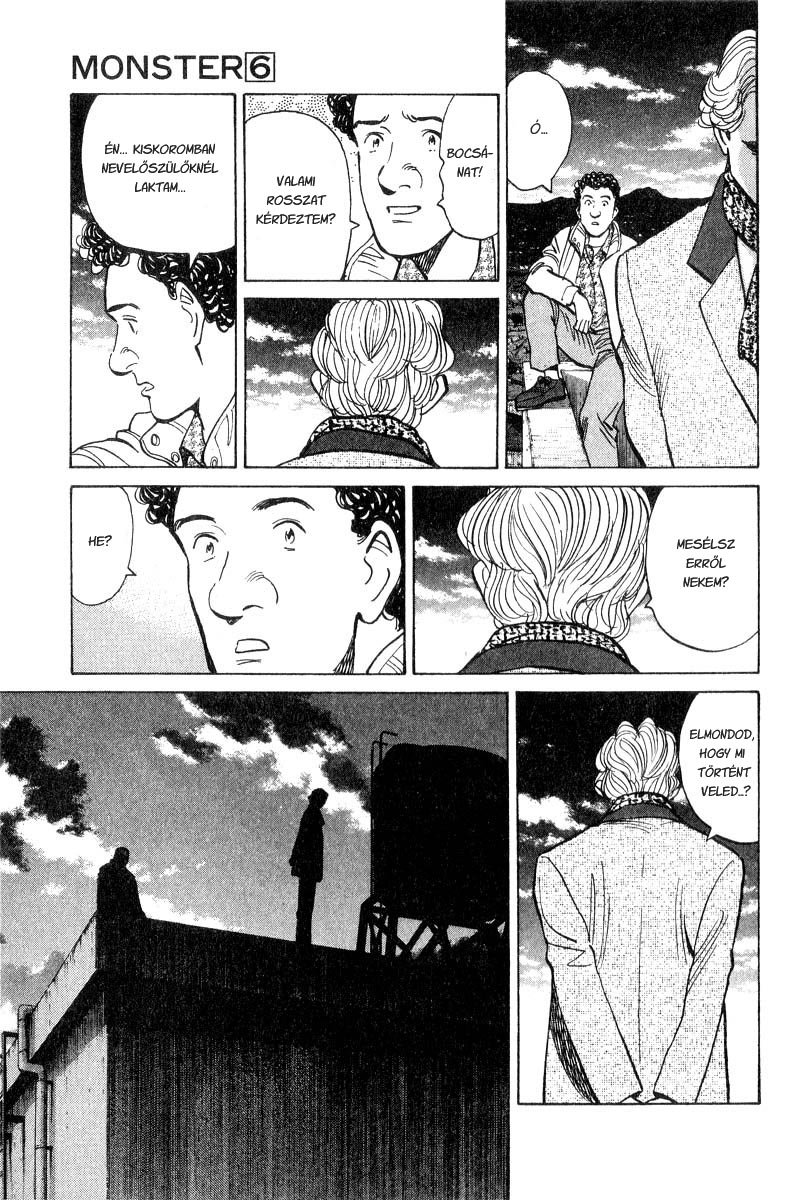 MONSTER 6
Ó...
BOCSÁ-
NAT!
VALAMI
ROSSZAT
KÉRDEZTEM?
ÉN... KISKOROMBAN
NEVELŐSZÜLŐKNÉL
LAKTAM...
MESÉLSZ
ERRŐL
NEKEM?
HE?
ELMONDOD,
HOGY MI
TÖRTÉNT
VELED..?